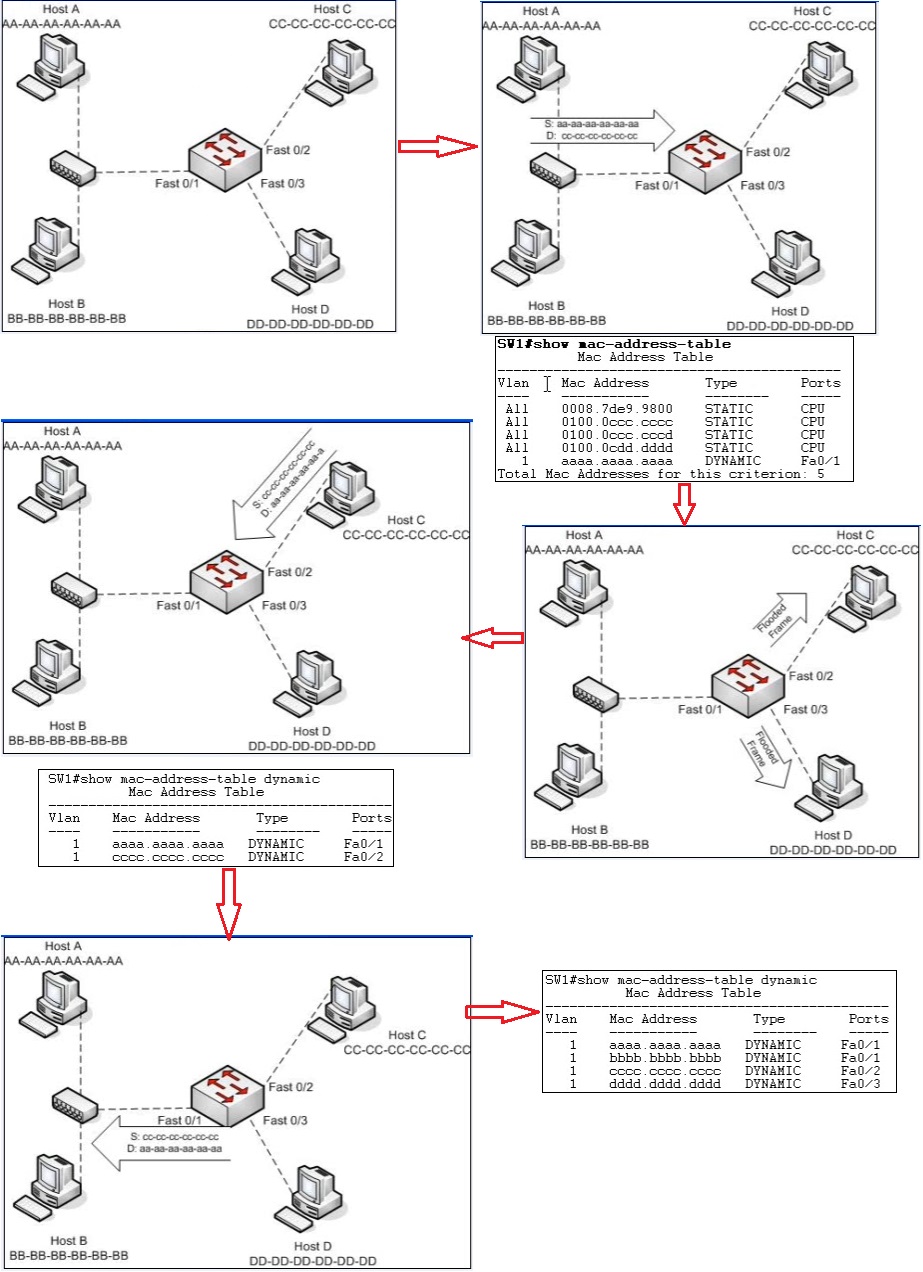 Host A
AA-AA-AA-AA-AA-AA
Host C
CC-CC-CC-CC-CC-CC
Fast 0/2
Fast 0/1
Fast 0/3
Host B
BB-BB-BB-BB-BB-BB
Host D
DD-DD-DD-DD-DD-DD
Host A
AA-AA-AA-AA-AA-AA
Host C
CC-CC-CC-CC-CC-CC
S: aa-aa-aa-aa-aa-aa
D: cc-cc-cc-cc-cc-cc
Fast 0/2
Fast 0/1
Fast 0/3
Host B
BB-BB-BB-BB-BB-BB
Host D
DD-DD-DD-DD-DD-DD
SW1#show mac-address-table
Mac Address Table
Vlan Mac Address Type Ports
All 0008.7de9.9800 STATIC CPU
All 0100.0ccc.cccc STATIC CPU
All 0100.0ccc.cccd STATIC CPU
All 0100.0cdd.dddd STATIC CPU
1 aaaa.aaaa.aaaa DYNAMIC Fa0/1
Total Mac Addresses for this criterion: 5
Host A
AA-AA-AA-AA-AA-AA
Host C
CC-CC-CC-CC-CC-CC
Flooded
Frame
Fast 0/2
Fast 0/1
Fast 0/3
Flooded
Frame
Host B
BB-BB-BB-BB-BB-BB
Host D
DD-DD-DD-DD-DD-DD
Host A
AA-AA-AA-AA-AA-AA
S: cc-cc-cc-cc-cc-cc
D: aa-aa-aa-aa-aa-a
Host C
CC-CC-CC-CC-CC-CC
Fast 0/2
Fast 0/1
Fast 0/3
Host B
BB-BB-BB-BB-BB-BB
Host D
DD-DD-DD-DD-DD-DD
SW1#show mac-address-table dynamic
Mac Address Table
Vlan Mac Address Type Ports
1 aaaa.aaaa.aaaa DYNAMIC Fa0/1
1 cccc.cccc.cccc DYNAMIC Fa0/2
Host A
AA-AA-AA-AA-AA-AA
Host C
CC-CC-CC-CC-CC-CC
Fast 0/2
Fast 0/1
Fast 0/3
S: cc-cc-cc-cc-cc-cc
D: aa-aa-aa-aa-aa-aa
Host B
BB-BB-BB-BB-BB-BB
Host D
DD-DD-DD-DD-DD-DD
SW1#show mac-address-table dynamic
Mac Address Table
Vlan Mac Address Type Ports
1 aaaa.aaaa.aaaa DYNAMIC Fa0/1
1 bbbb.bbbb.bbbb DYNAMIC Fa0/1
1 cccc.cccc.cccc DYNAMIC Fa0/2
1 dddd.dddd.dddd DYNAMIC Fa0/3